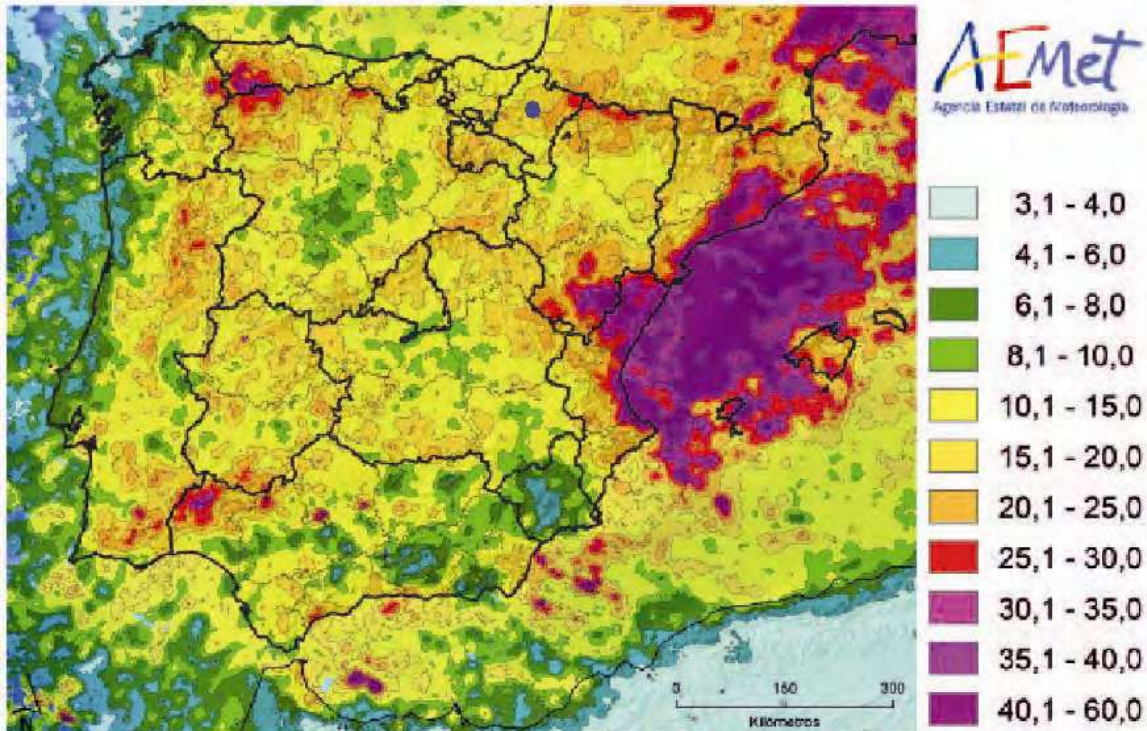 AEMet
Agencia Estatal de Meteorología
3,1 - 4,0
4,1 - 6,0
6,1 - 8,0
8,1 - 10,0
10,1 - 15,0
15,1 - 20,0
20,1 - 25,0
25,1 - 30,0
30,1 - 35,0
35,1 - 40,0
40,1 - 60,0
0 150 300
Kilómetros
N